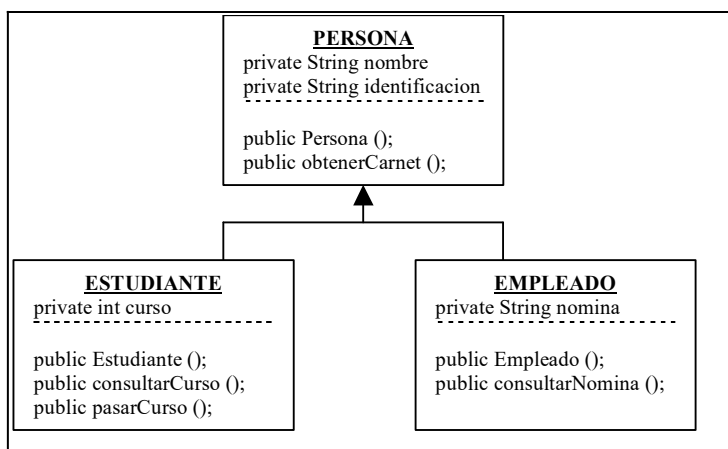 PERSONA
private String nombre
private String identificacion
public Persona ();
public obtenerCarnet ();
ESTUDIANTE
private int curso
public Estudiante ();
public consultarCurso ();
public pasarCurso ();
EMPLEADO
private String nomina
public Empleado ();
public consultarNomina ();